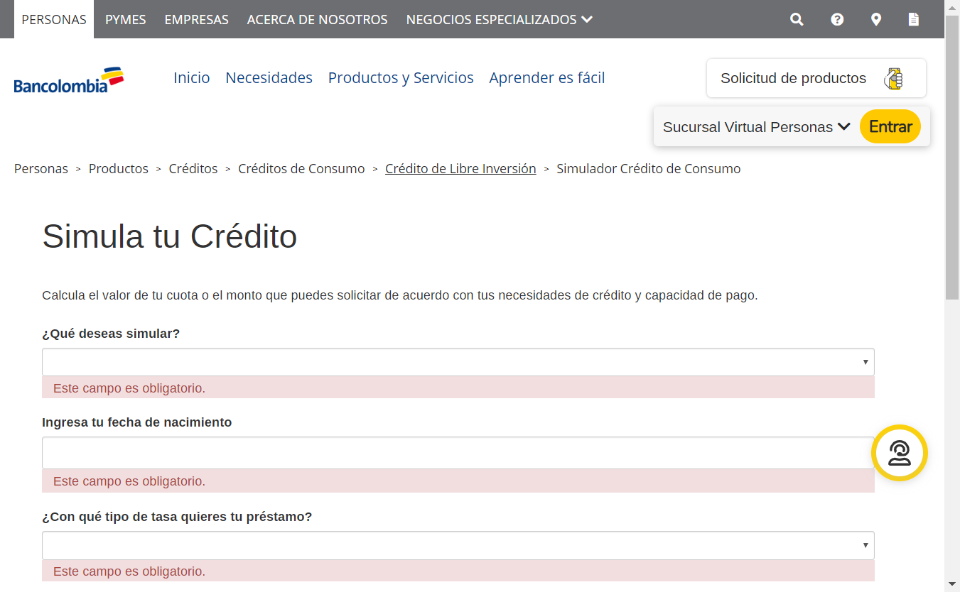 PERSONAS PYMES EMPRESAS ACERCA DE NOSOTROS NEGOCIOS ESPECIALIZADOS
Bancolombia Inicio Necesidades Productos y Servicios Aprender es fácil Solicitud de productos
Sucursal Virtual Personas Entrar
Personas > Productos > Créditos > Créditos de Consumo > Crédito de Libre Inversión > Simulador Crédito de Consumo
Simula tu Crédito
Calcula el valor de tu cuota o el monto que puedes solicitar de acuerdo con tus necesidades de crédito y capacidad de pago.
¿Qué deseas simular?
Este campo es obligatorio.
Ingresa tu fecha de nacimiento
Este campo es obligatorio.
¿Con qué tipo de tasa quieres tu préstamo?
Este campo es obligatorio.